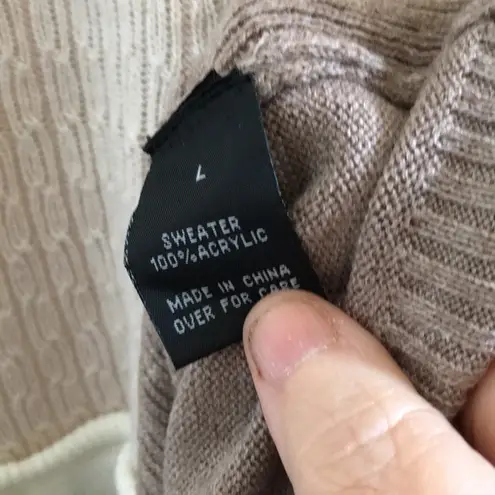 L
SWEATER
100% ACRYLIC
MADE IN CHINA
OVER FOR CARE